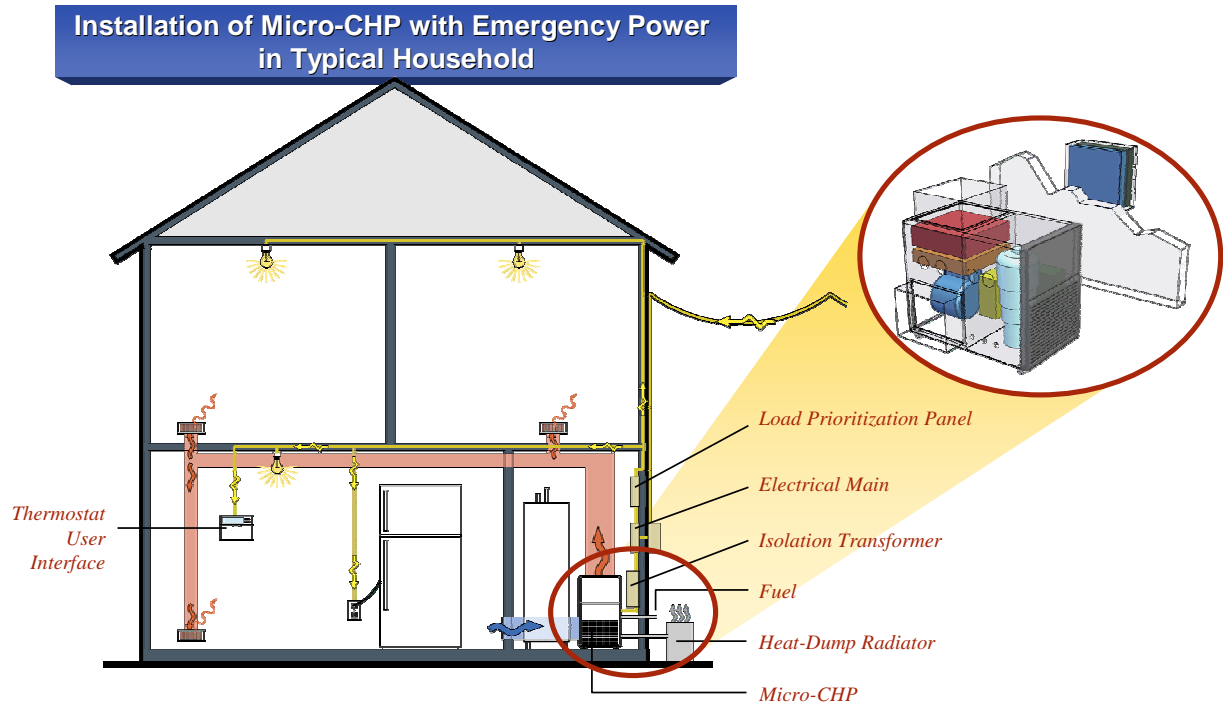 Installation of Micro-CHP with Emergency Power
in Typical Household
Load Prioritization Panel
Electrical Main
Thermostat
User
Interface
Isolation Transformer
Fuel
Heat-Dump Radiator
Micro-CHP